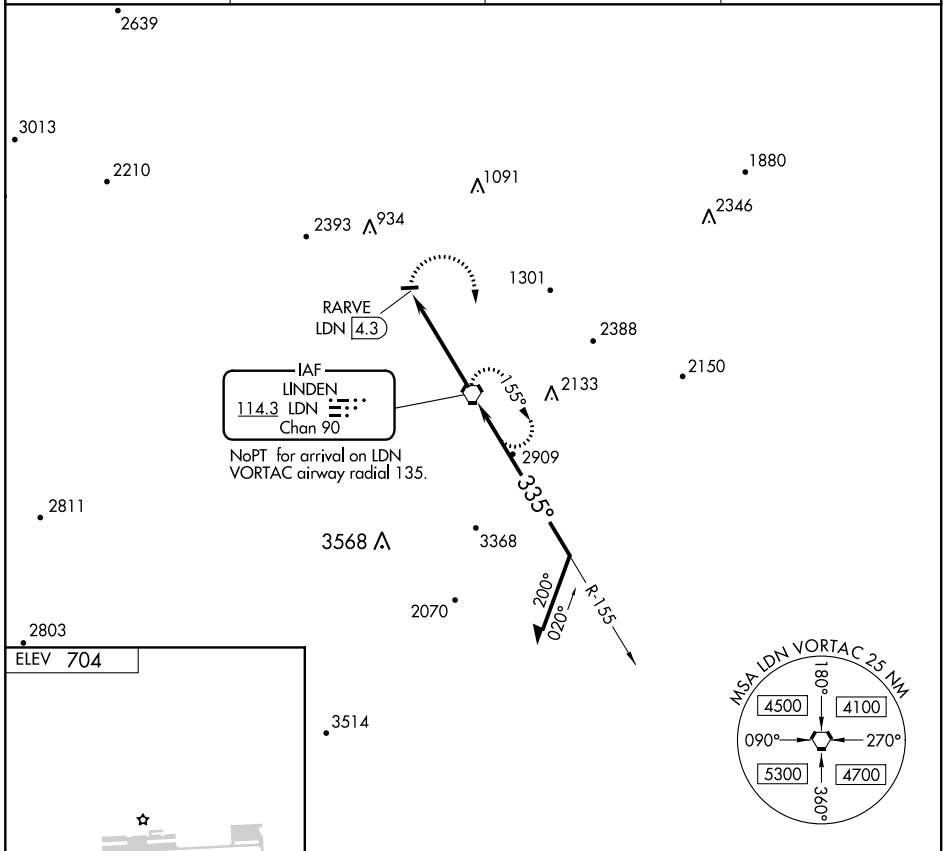 2639
3013
2210
1091
1880
2346
2393
934
1301
RARVE
LDN 4.3
2388
2150
IAF
LINDEN
114.3 LDN
Chan 90
155°
2133
NoPT for arrival on LDN
VORTAC airway radial 135.
2909
335°
2811
3568
3368
200°
020°
R-155
2070
2803
ELEV 704
3514
MSA LDN VORTAC 25 NM
180°
4500
4100
090°
270°
5300
4700
360°